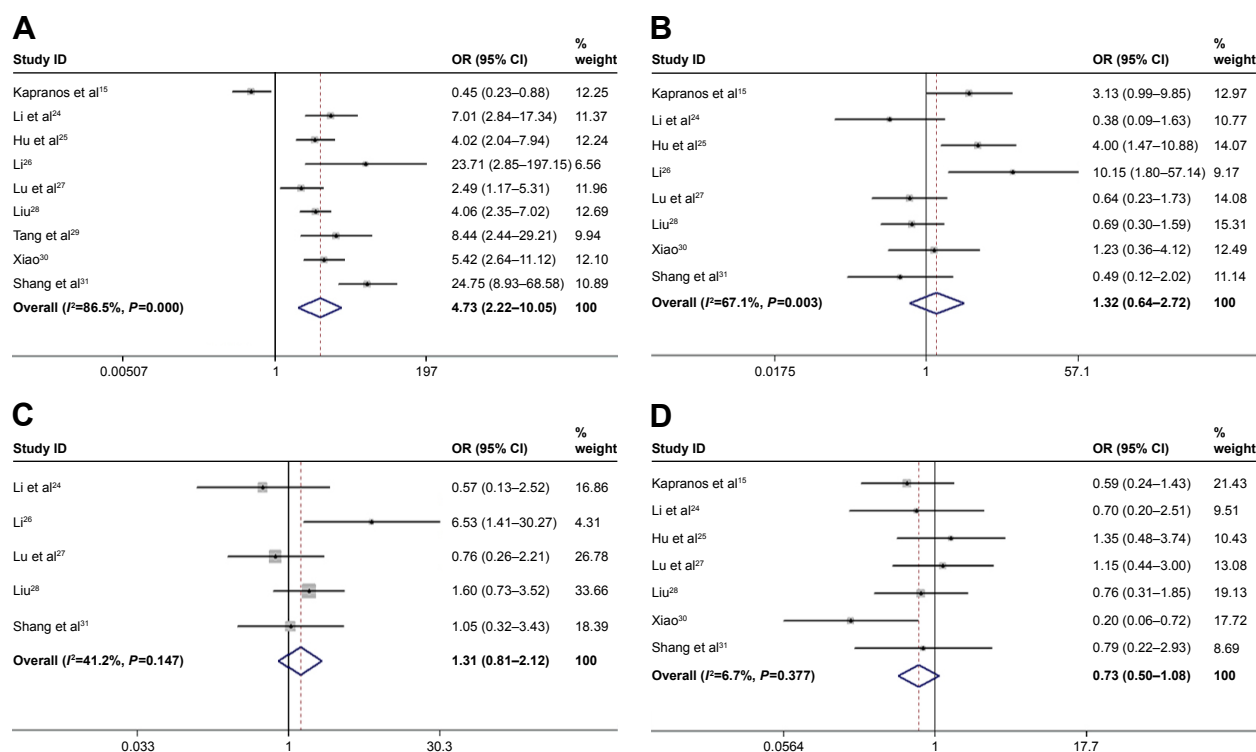 A
Study ID OR (95% CI) % weight
Kapranos et al15 0.45 (0.23–0.88) 12.25
Li et al24 7.01 (2.84–17.34) 11.37
Hu et al25 4.02 (2.04–7.94) 12.24
Li26 23.71 (2.85–197.15) 6.56
Lu et al27 2.49 (1.17–5.31) 11.96
Liu28 4.06 (2.35–7.02) 12.69
Tang et al29 8.44 (2.44–29.21) 9.94
Xiao30 5.42 (2.64–11.12) 12.10
Shang et al31 24.75 (8.93–68.58) 10.89
Overall (I²=86.5%, P=0.000) 4.73 (2.22–10.05) 100
0.00507 1 197
B
Study ID OR (95% CI) % weight
Kapranos et al15 3.13 (0.99–9.85) 12.97
Li et al24 0.38 (0.09–1.63) 10.77
Hu et al25 4.00 (1.47–10.88) 14.07
Li26 10.15 (1.80–57.14) 9.17
Lu et al27 0.64 (0.23–1.73) 14.08
Liu28 0.69 (0.30–1.59) 15.31
Xiao30 1.23 (0.36–4.12) 12.49
Shang et al31 0.49 (0.12–2.02) 11.14
Overall (I²=67.1%, P=0.003) 1.32 (0.64–2.72) 100
0.0175 1 57.1
C
Study ID OR (95% CI) % weight
Li et al24 0.57 (0.13–2.52) 16.86
Li26 6.53 (1.41–30.27) 4.31
Lu et al27 0.76 (0.26–2.21) 26.78
Liu28 1.60 (0.73–3.52) 33.66
Shang et al31 1.05 (0.32–3.43) 18.39
Overall (I²=41.2%, P=0.147) 1.31 (0.81–2.12) 100
0.033 1 30.3
D
Study ID OR (95% CI) % weight
Kapranos et al15 0.59 (0.24–1.43) 21.43
Li et al24 0.70 (0.20–2.51) 9.51
Hu et al25 1.35 (0.48–3.74) 10.43
Lu et al27 1.15 (0.44–3.00) 13.08
Liu28 0.76 (0.31–1.85) 19.13
Xiao30 0.20 (0.06–0.72) 17.72
Shang et al31 0.79 (0.22–2.93) 8.69
Overall (I²=6.7%, P=0.377) 0.73 (0.50–1.08) 100
0.0564 1 17.7